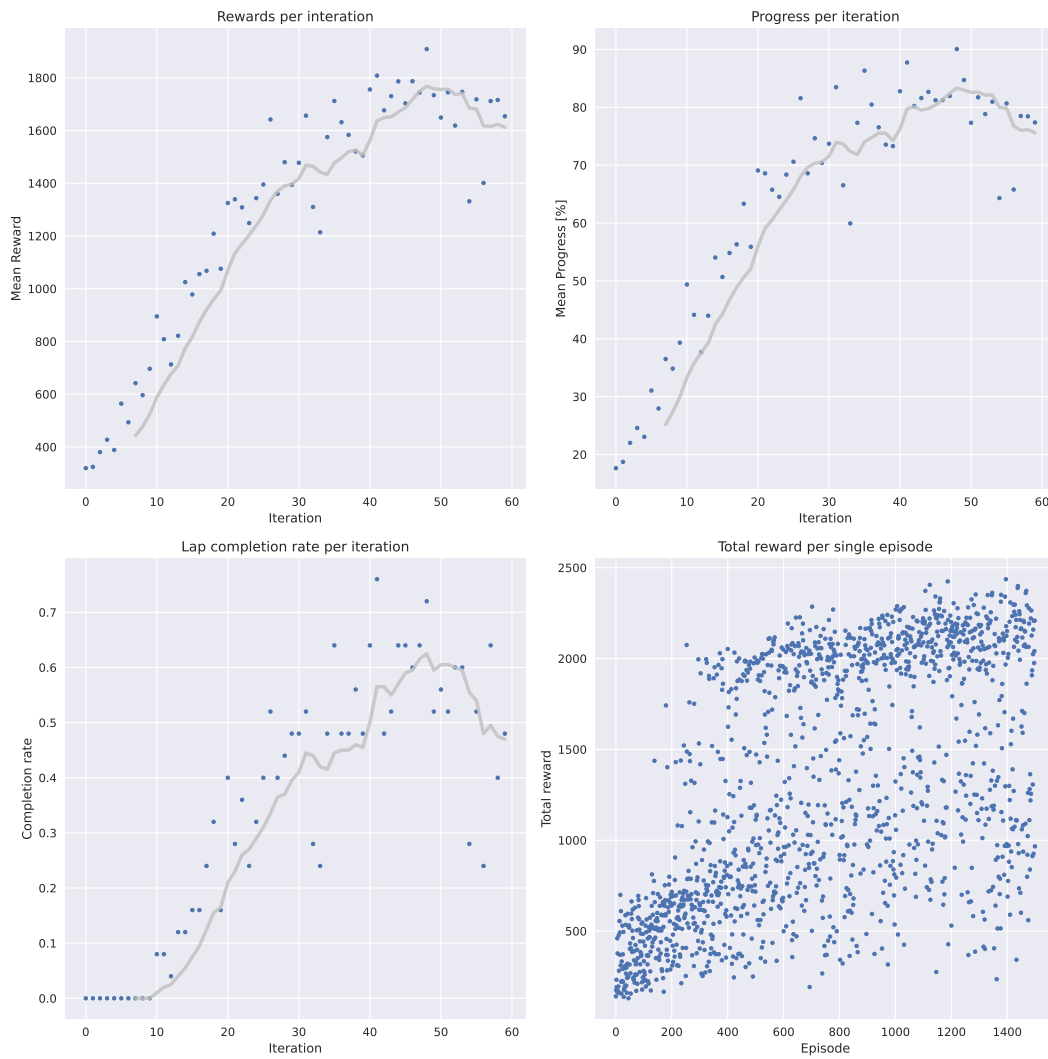 Rewards per interation
Mean Reward
1800
1600
1400
1200
1000
800
600
400
0 10 20 30 40 50 60
Iteration
Progress per iteration
Mean Progress [%]
90
80
70
60
50
40
30
20
0 10 20 30 40 50 60
Iteration
Lap completion rate per iteration
Completion rate
0.7
0.6
0.5
0.4
0.3
0.2
0.1
0.0
0 10 20 30 40 50 60
Iteration
Total reward per single episode
Total reward
2500
2000
1500
1000
500
0 200 400 600 800 1000 1200 1400
Episode